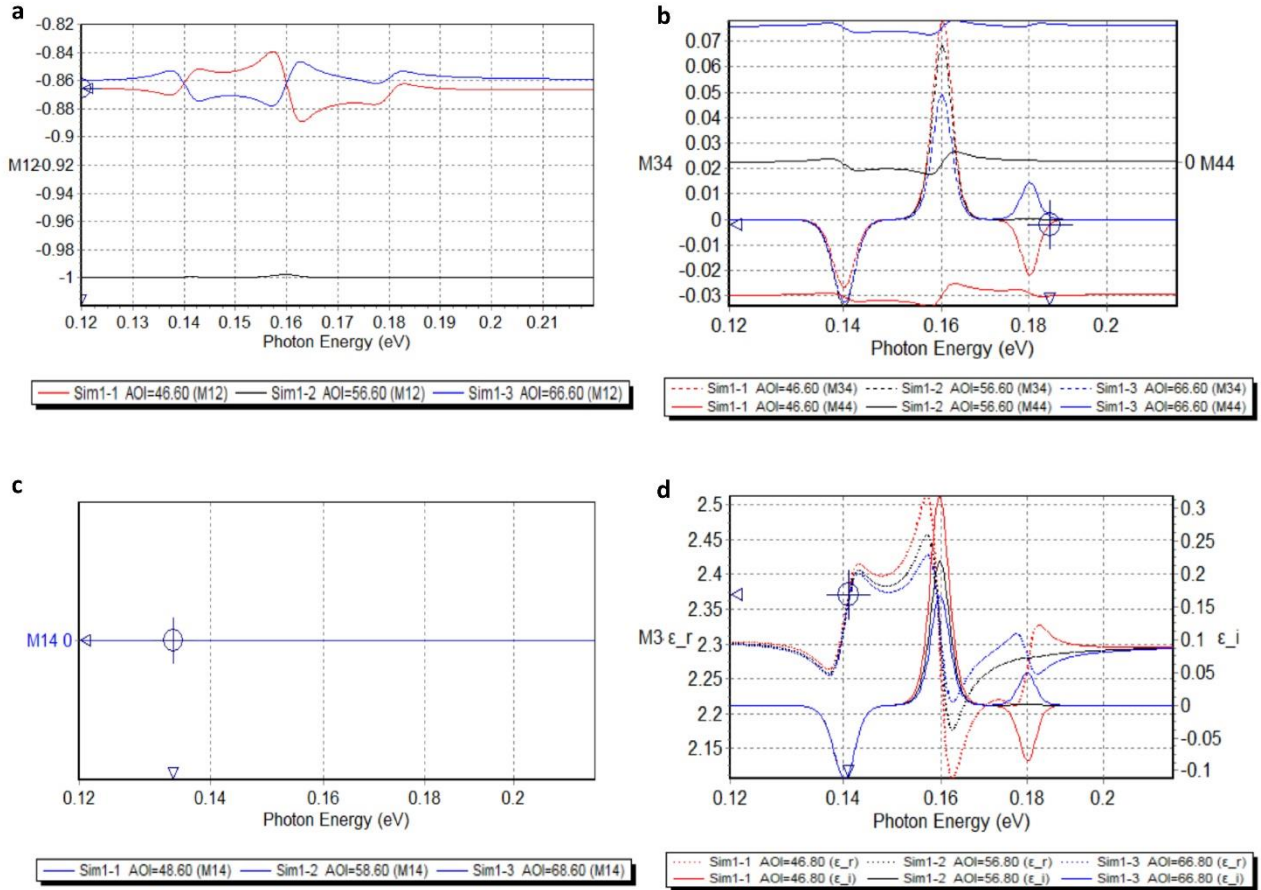 a
-0.82
-0.84
-0.86
-0.88
-0.9
M12-0.92
-0.94
-0.96
-0.98
-1
0.12 0.13 0.14 0.15 0.16 0.17 0.18 0.19 0.2 0.21
Photon Energy (eV)
Sim1-1 AOI=46.60 (M12) Sim1-2 AOI=56.60 (M12) Sim1-3 AOI=66.60 (M12)
b
0.07
0.06
0.05
0.04
0.03
M34 0.02 0 M44
0.01
0
-0.01
-0.02
-0.03
0.12 0.14 0.16 0.18 0.2
Photon Energy (eV)
Sim1-1 AOI=46.60 (M34) Sim1-2 AOI=56.60 (M34) Sim1-3 AOI=66.60 (M34)
Sim1-1 AOI=46.60 (M44) Sim1-2 AOI=56.60 (M44) Sim1-3 AOI=66.60 (M44)
c
M14 0
0.12 0.14 0.16 0.18 0.2
Photon Energy (eV)
Sim1-1 AOI=48.60 (M14) Sim1-2 AOI=58.60 (M14) Sim1-3 AOI=68.60 (M14)
d
2.5 0.3
2.45 0.25
2.4 0.2
2.35 0.15
M3 ε_r 2.3 0.1 ε_i
2.25 0.05
2.2 0
2.15 -0.05
-0.1
0.12 0.14 0.16 0.18 0.2
Photon Energy (eV)
Sim1-1 AOI=46.80 (ε_r) Sim1-2 AOI=56.80 (ε_r) Sim1-3 AOI=66.80 (ε_r)
Sim1-1 AOI=46.80 (ε_i) Sim1-2 AOI=56.80 (ε_i) Sim1-3 AOI=66.80 (ε_i)